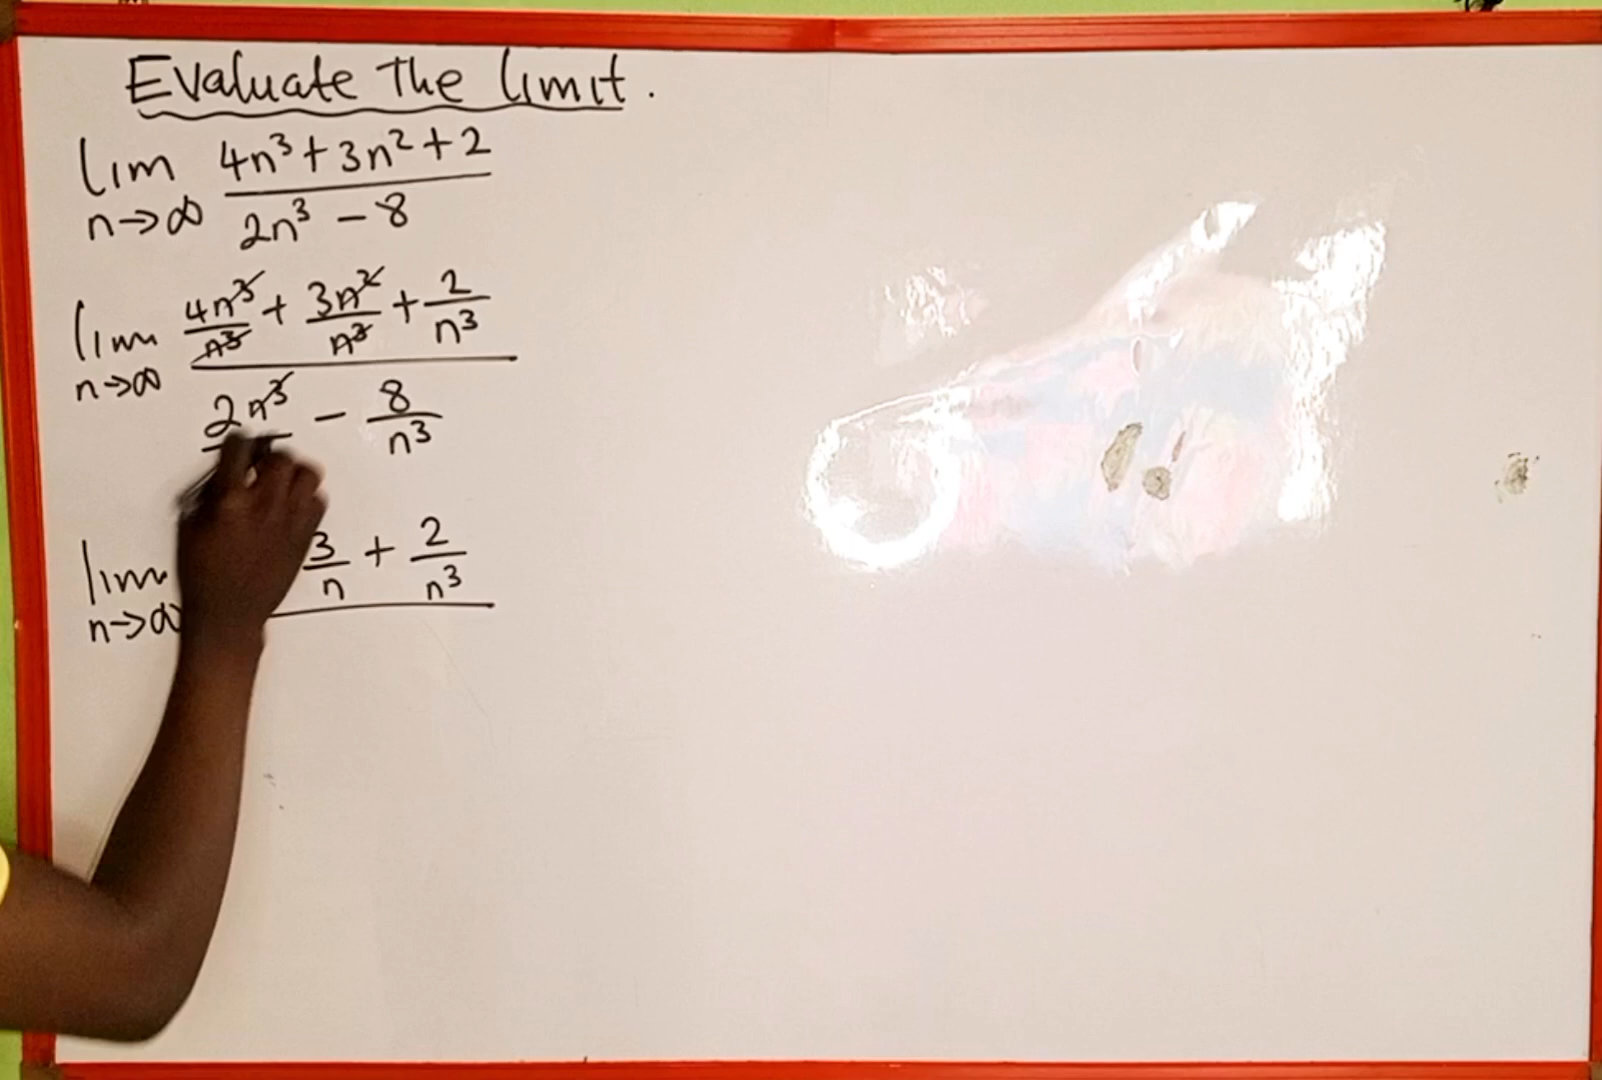 Evaluate The limit.
lim n→∞ (4n³ + 3n² + 2)/(2n³ − 8)
lim n→∞ (4n³/n³ + 3n²/n³ + 2/n³)/(2n³ − 8/n³)
lim n→∞ 3/n + 2/n³